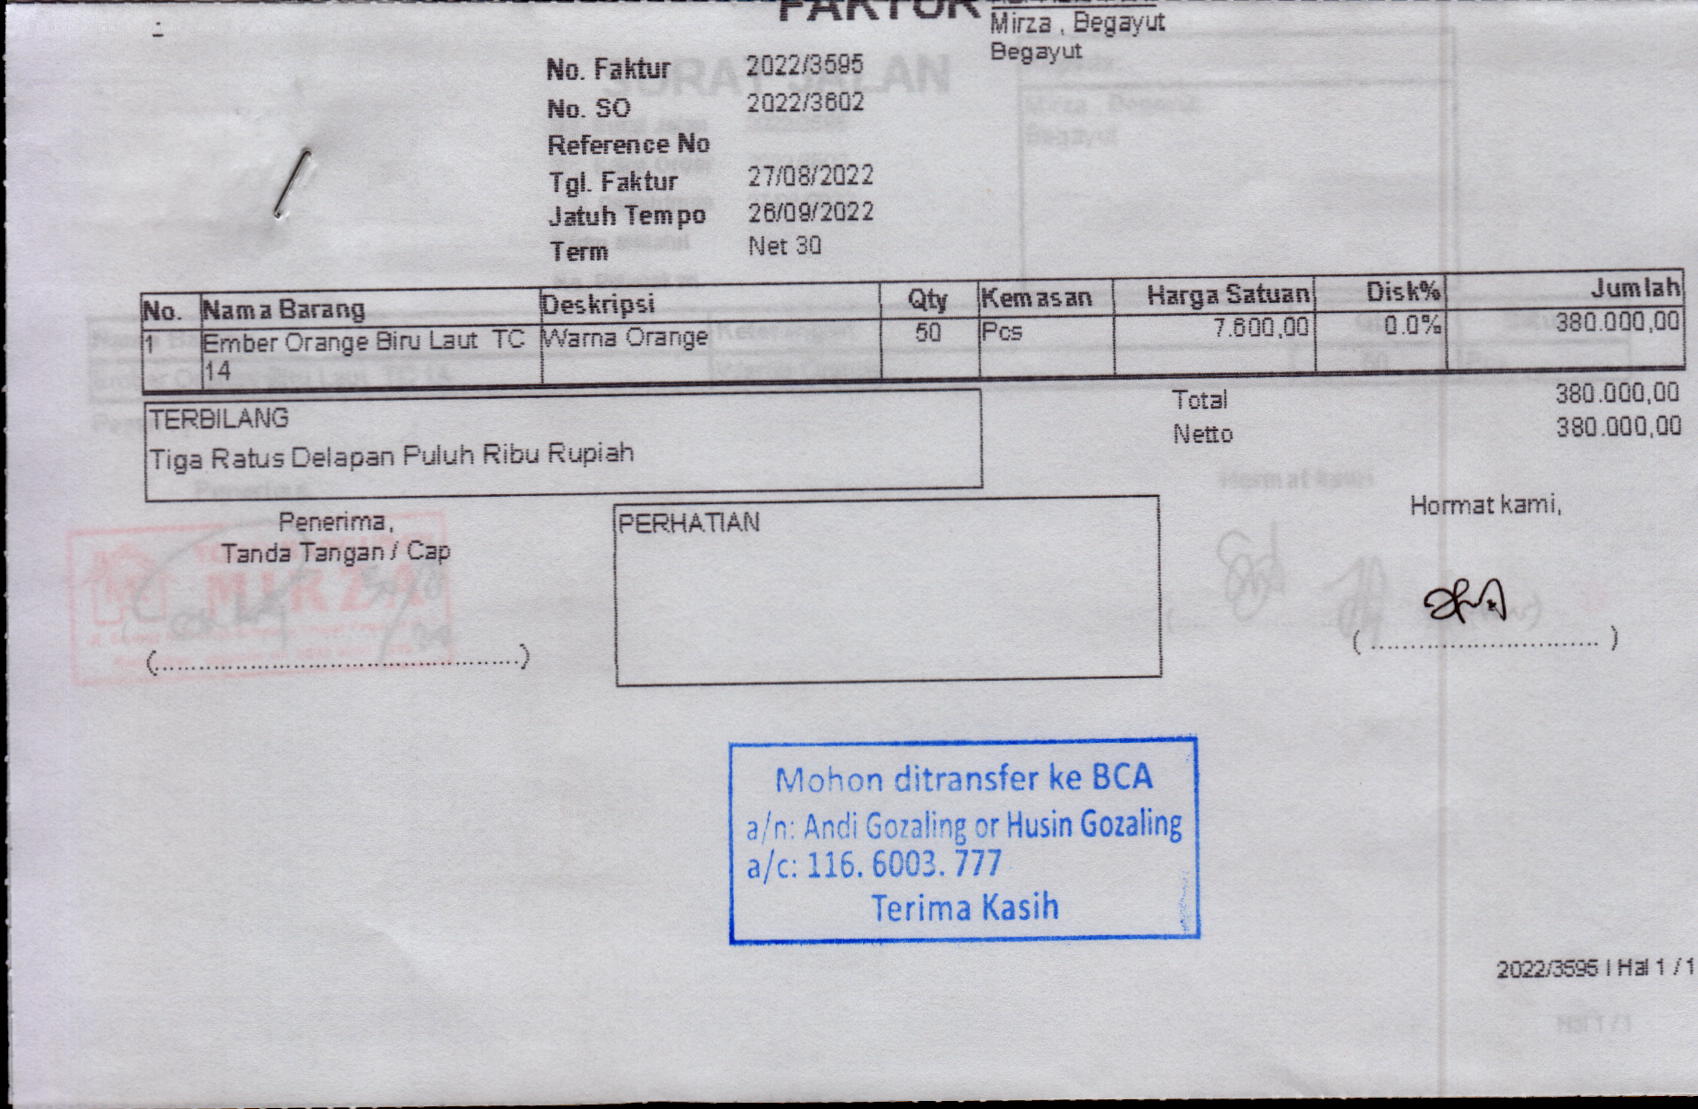 FAKTUR
Mirza , Begayut
Begayut
No. Faktur 2022/3595
No. SO 2022/3602
Reference No
Tgl. Faktur 27/08/2022
Jatuh Tempo 26/09/2022
Term Net 30
No. Nama Barang Deskripsi Qty Kemasan Harga Satuan Disk% Jumlah
1 Ember Orange Biru Laut TC Warna Orange 50 Pcs 7.600,00 0.0% 380.000,00
14
Total 380.000,00
Netto 380.000,00
TERBILANG
Tiga Ratus Delapan Puluh Ribu Rupiah
Penerima,
Tanda Tangan / Cap
PERHATIAN
Hormat kami,
MIRZA
(..................................................)
( .............................. )
Mohon ditransfer ke BCA
a/n: Andi Gozaling or Husin Gozaling
a/c: 116. 6003. 777
Terima Kasih
2022/3595 | Hal 1 / 1